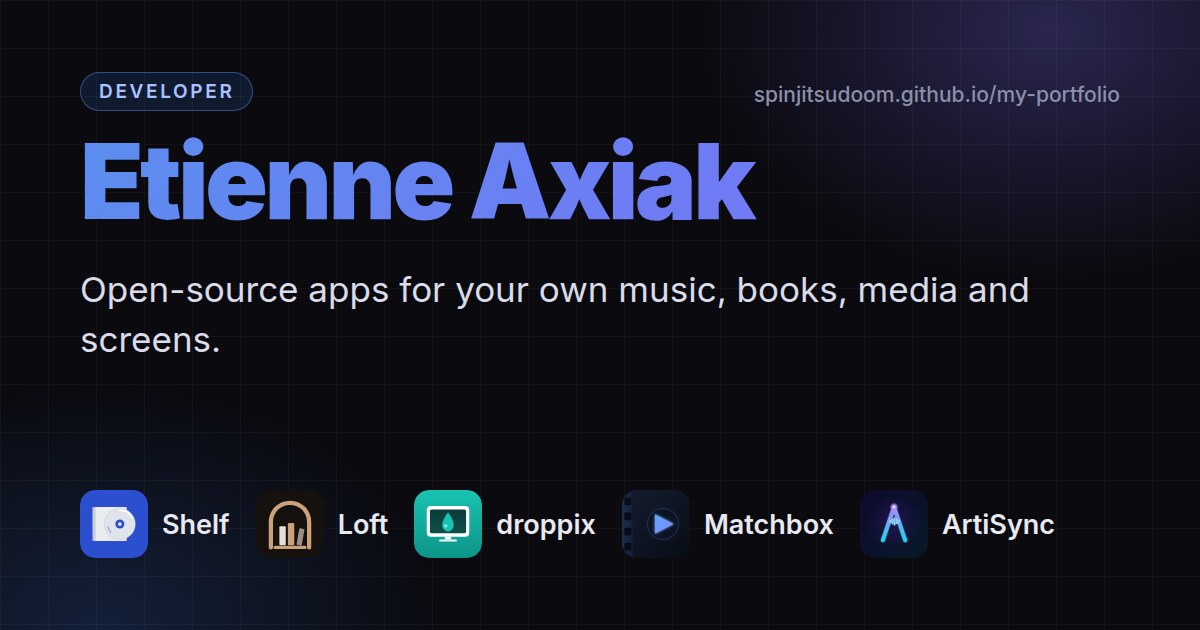 DEVELOPER
spinjitsudoom.github.io/my-portfolio
Etienne Axiak
Open-source apps for your own music, books, media and
screens.
Shelf
Loft
droppix
Matchbox
ArtiSync